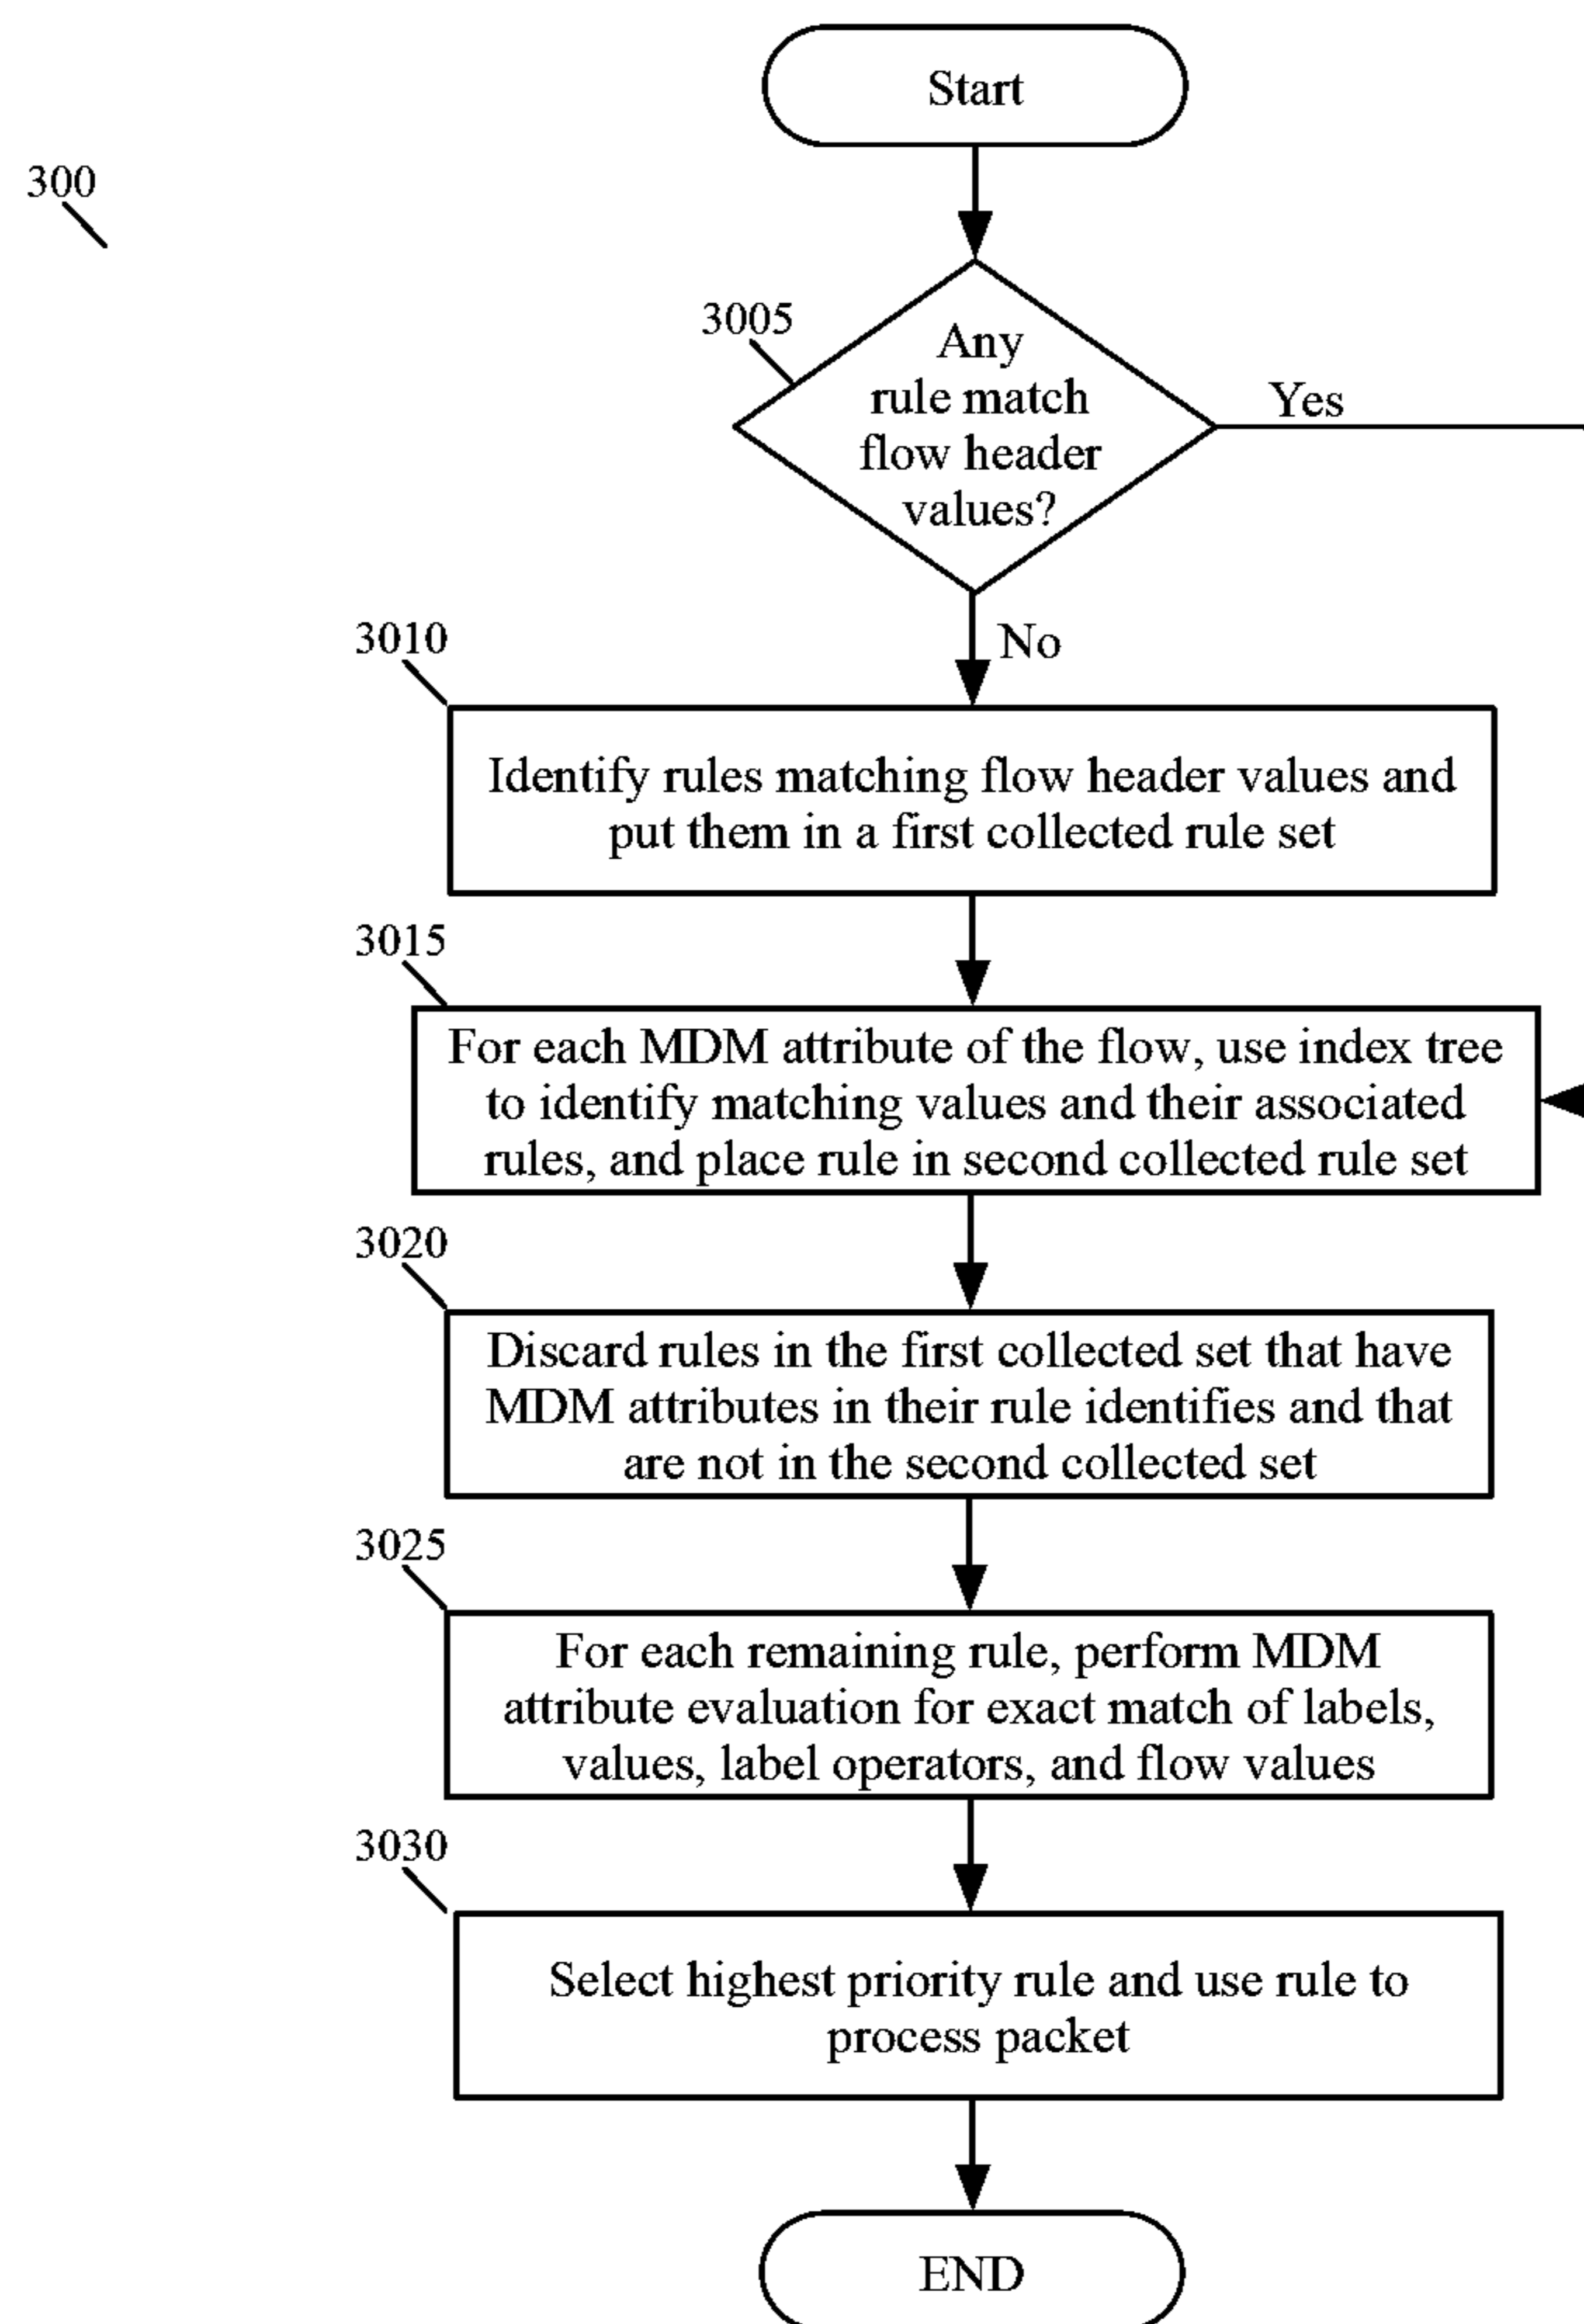 Start
300
3005
Any
rule match
flow header
values?
Yes
No
3010
Identify rules matching flow header values and
put them in a first collected rule set
3015
For each MDM attribute of the flow, use index tree
to identify matching values and their associated
rules, and place rule in second collected rule set
3020
Discard rules in the first collected set that have
MDM attributes in their rule identifies and that
are not in the second collected set
3025
For each remaining rule, perform MDM
attribute evaluation for exact match of labels,
values, label operators, and flow values
3030
Select highest priority rule and use rule to
process packet
END